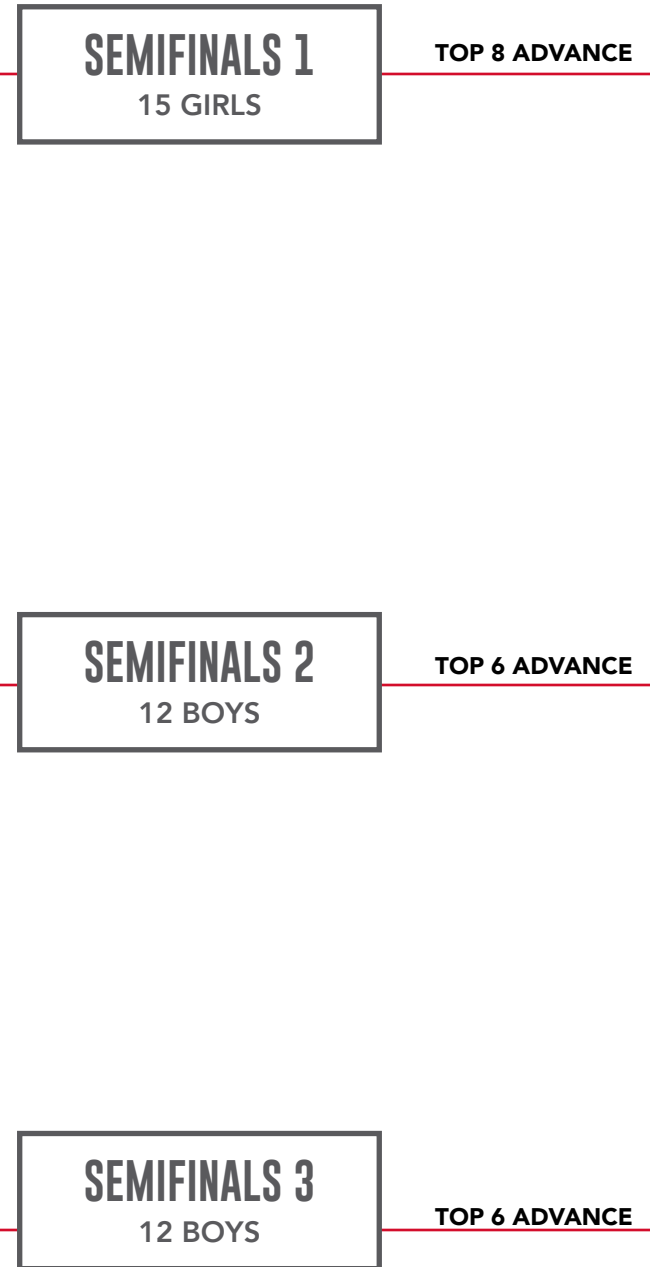 SEMIFINALS 1
15 GIRLS
TOP 8 ADVANCE
SEMIFINALS 2
12 BOYS
TOP 6 ADVANCE
SEMIFINALS 3
12 BOYS
TOP 6 ADVANCE